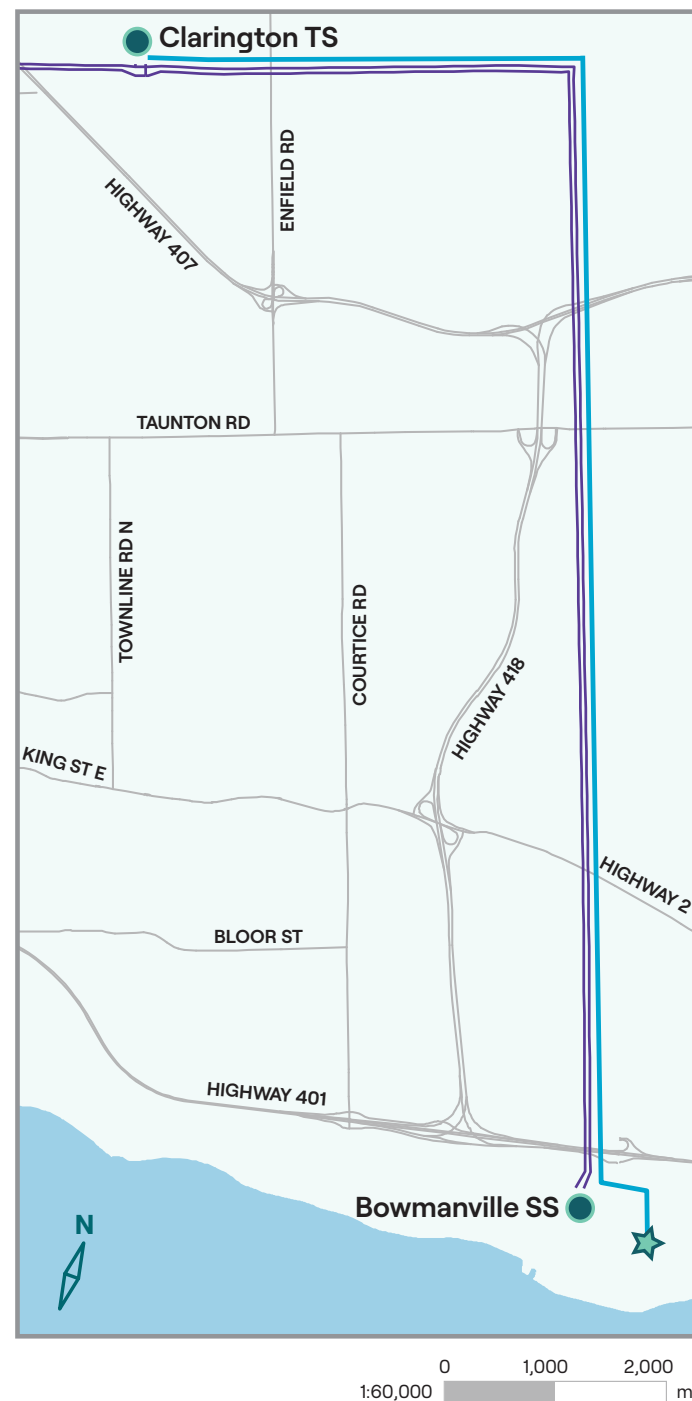 Clarington TS
ENFIELD RD
HIGHWAY 407
TAUNTON RD
TOWNLINE RD N
COURTICE RD
HIGHWAY 418
KING ST E
HIGHWAY 2
BLOOR ST
HIGHWAY 401
Bowmanville SS
N
0 1,000 2,000
1:60,000 m